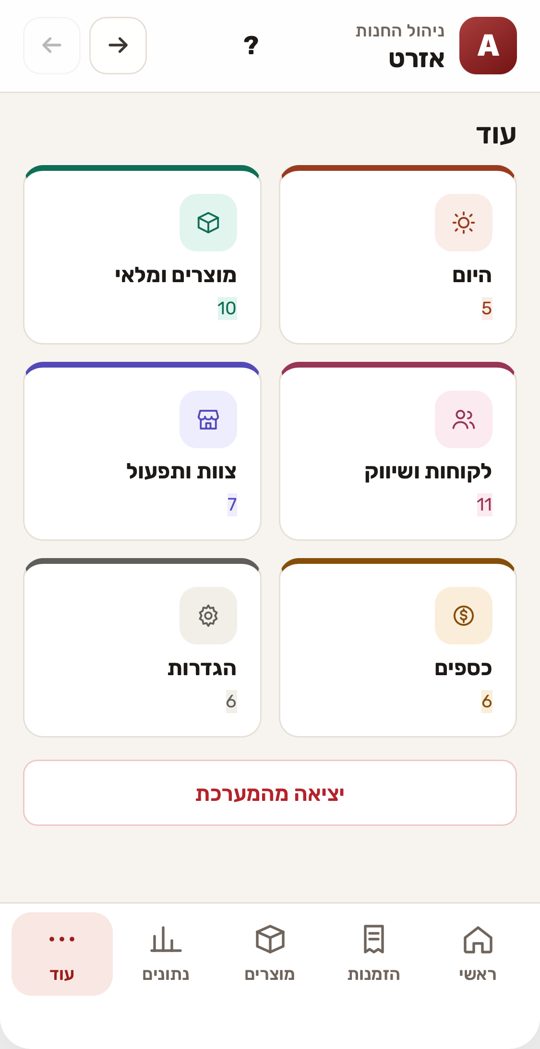 A
ניהול החנות
אזרט
?
עוד
היום
5
מוצרים ומלאי
10
לקוחות ושיווק
11
צוות ותפעול
7
כספים
6
הגדרות
6
יציאה מהמערכת
ראשי
הזמנות
מוצרים
נתונים
עוד